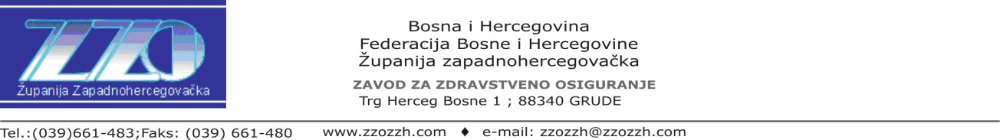 ZZO
Županija Zapadnohercegovačka
Bosna i Hercegovina
Federacija Bosne i Hercegovine
Županija zapadnohercegovačka
ZAVOD ZA ZDRAVSTVENO OSIGURANJE
Trg Herceg Bosne 1 ; 88340 GRUDE
Tel.:(039)661-483;Faks: (039) 661-480 www.zzozzh.com ♦ e-mail: zzozzh@zzozzh.com